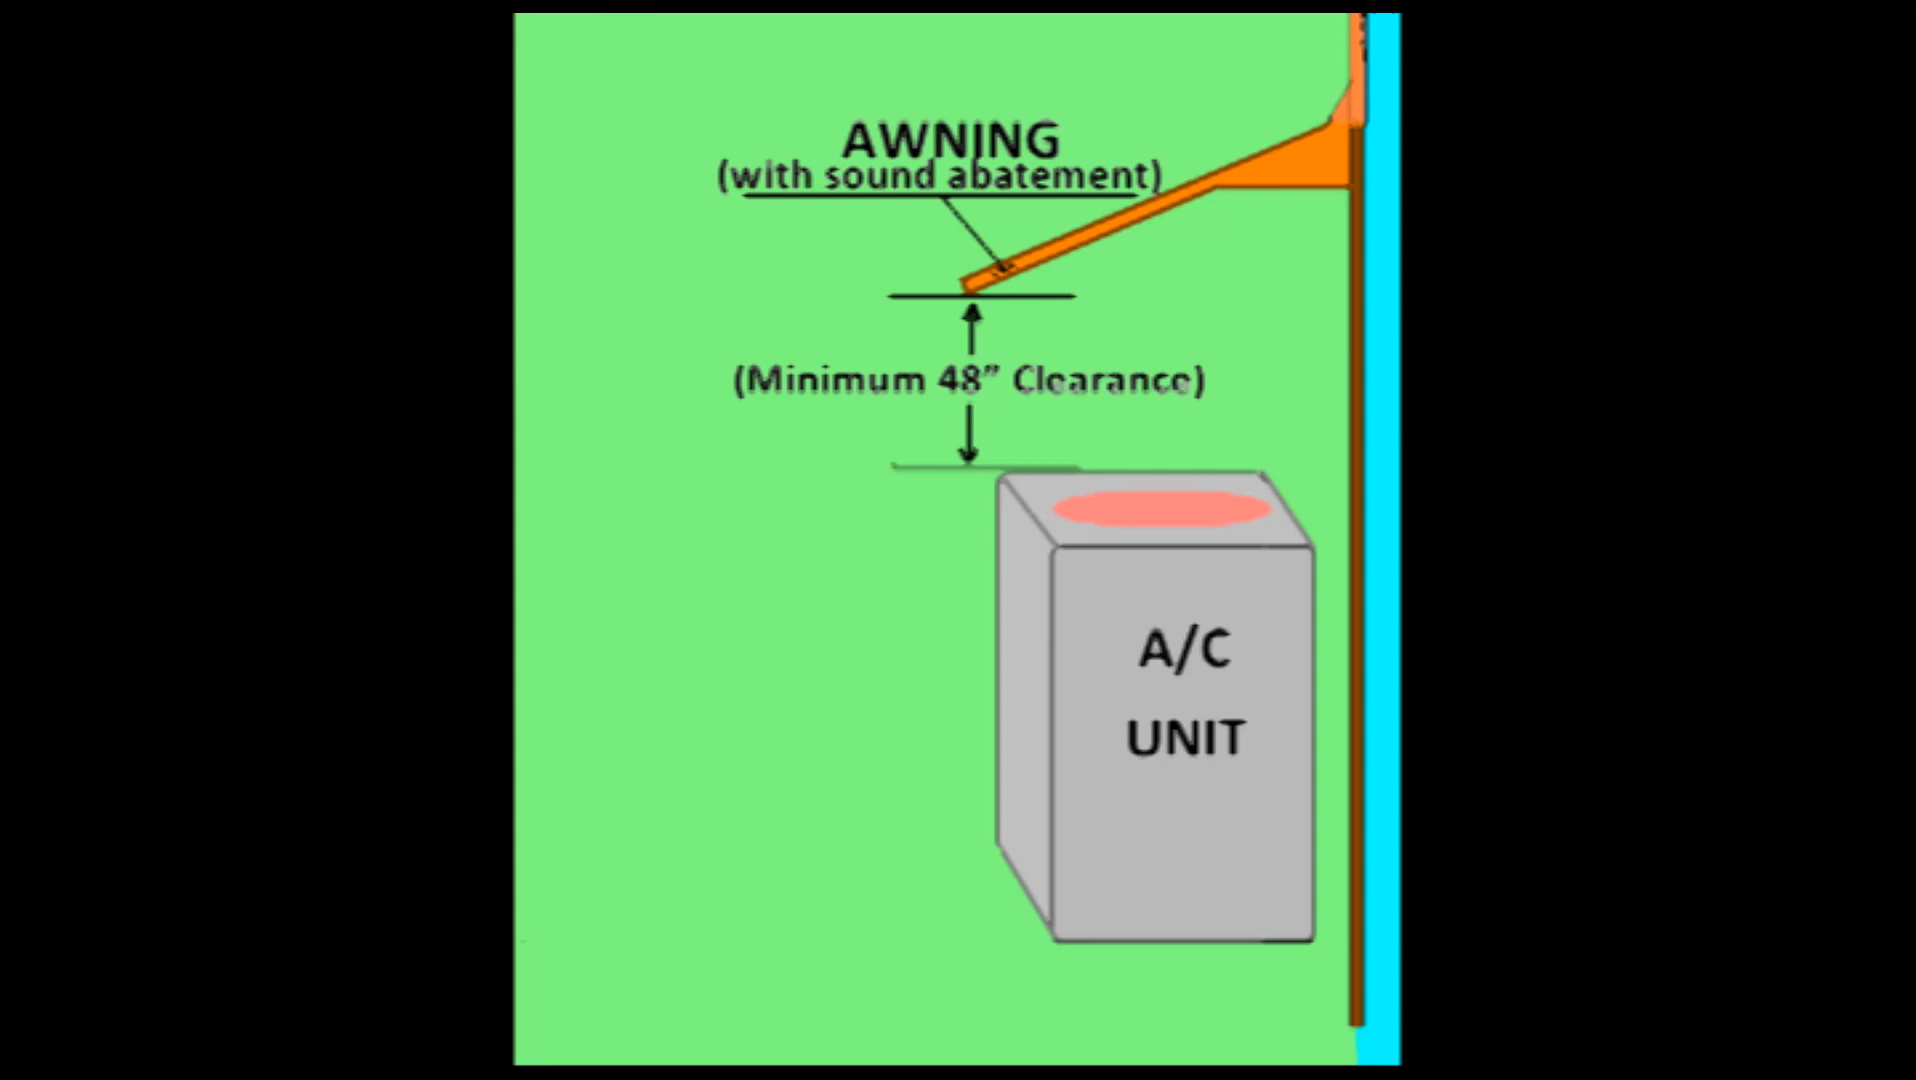 AWNING
(with sound abatement)
(Minimum 48” Clearance)
A/C
UNIT